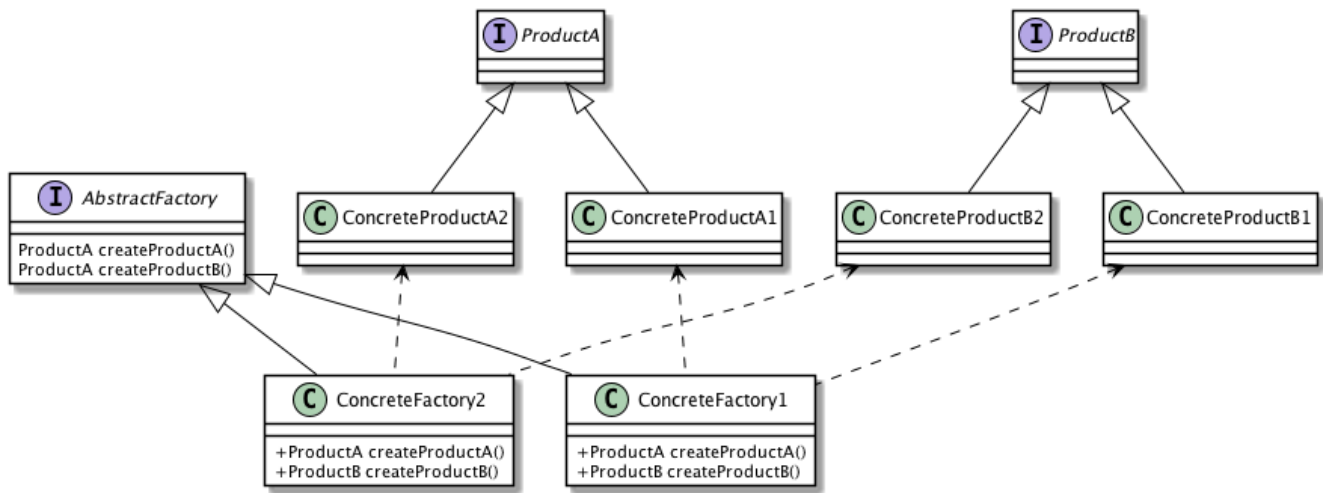 I ProductA
I ProductB
I AbstractFactory
ProductA createProductA()
ProductA createProductB()
C ConcreteProductA2
C ConcreteProductA1
C ConcreteProductB2
C ConcreteProductB1
C ConcreteFactory2
+ProductA createProductA()
+ProductB createProductB()
C ConcreteFactory1
+ProductA createProductA()
+ProductB createProductB()